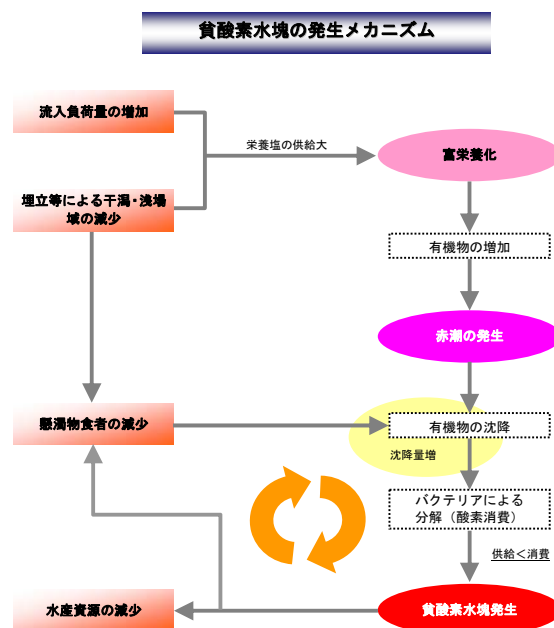 貧酸素水塊の発生メカニズム
流入負荷量の増加
栄養塩の供給大
富栄養化
埋立等による干潟・浅場
域の減少
有機物の増加
赤潮の発生
懸濁物食者の減少
有機物の沈降
沈降量増
バクテリアによる
分解（酸素消費）
供給＜消費
水産資源の減少
貧酸素水塊発生